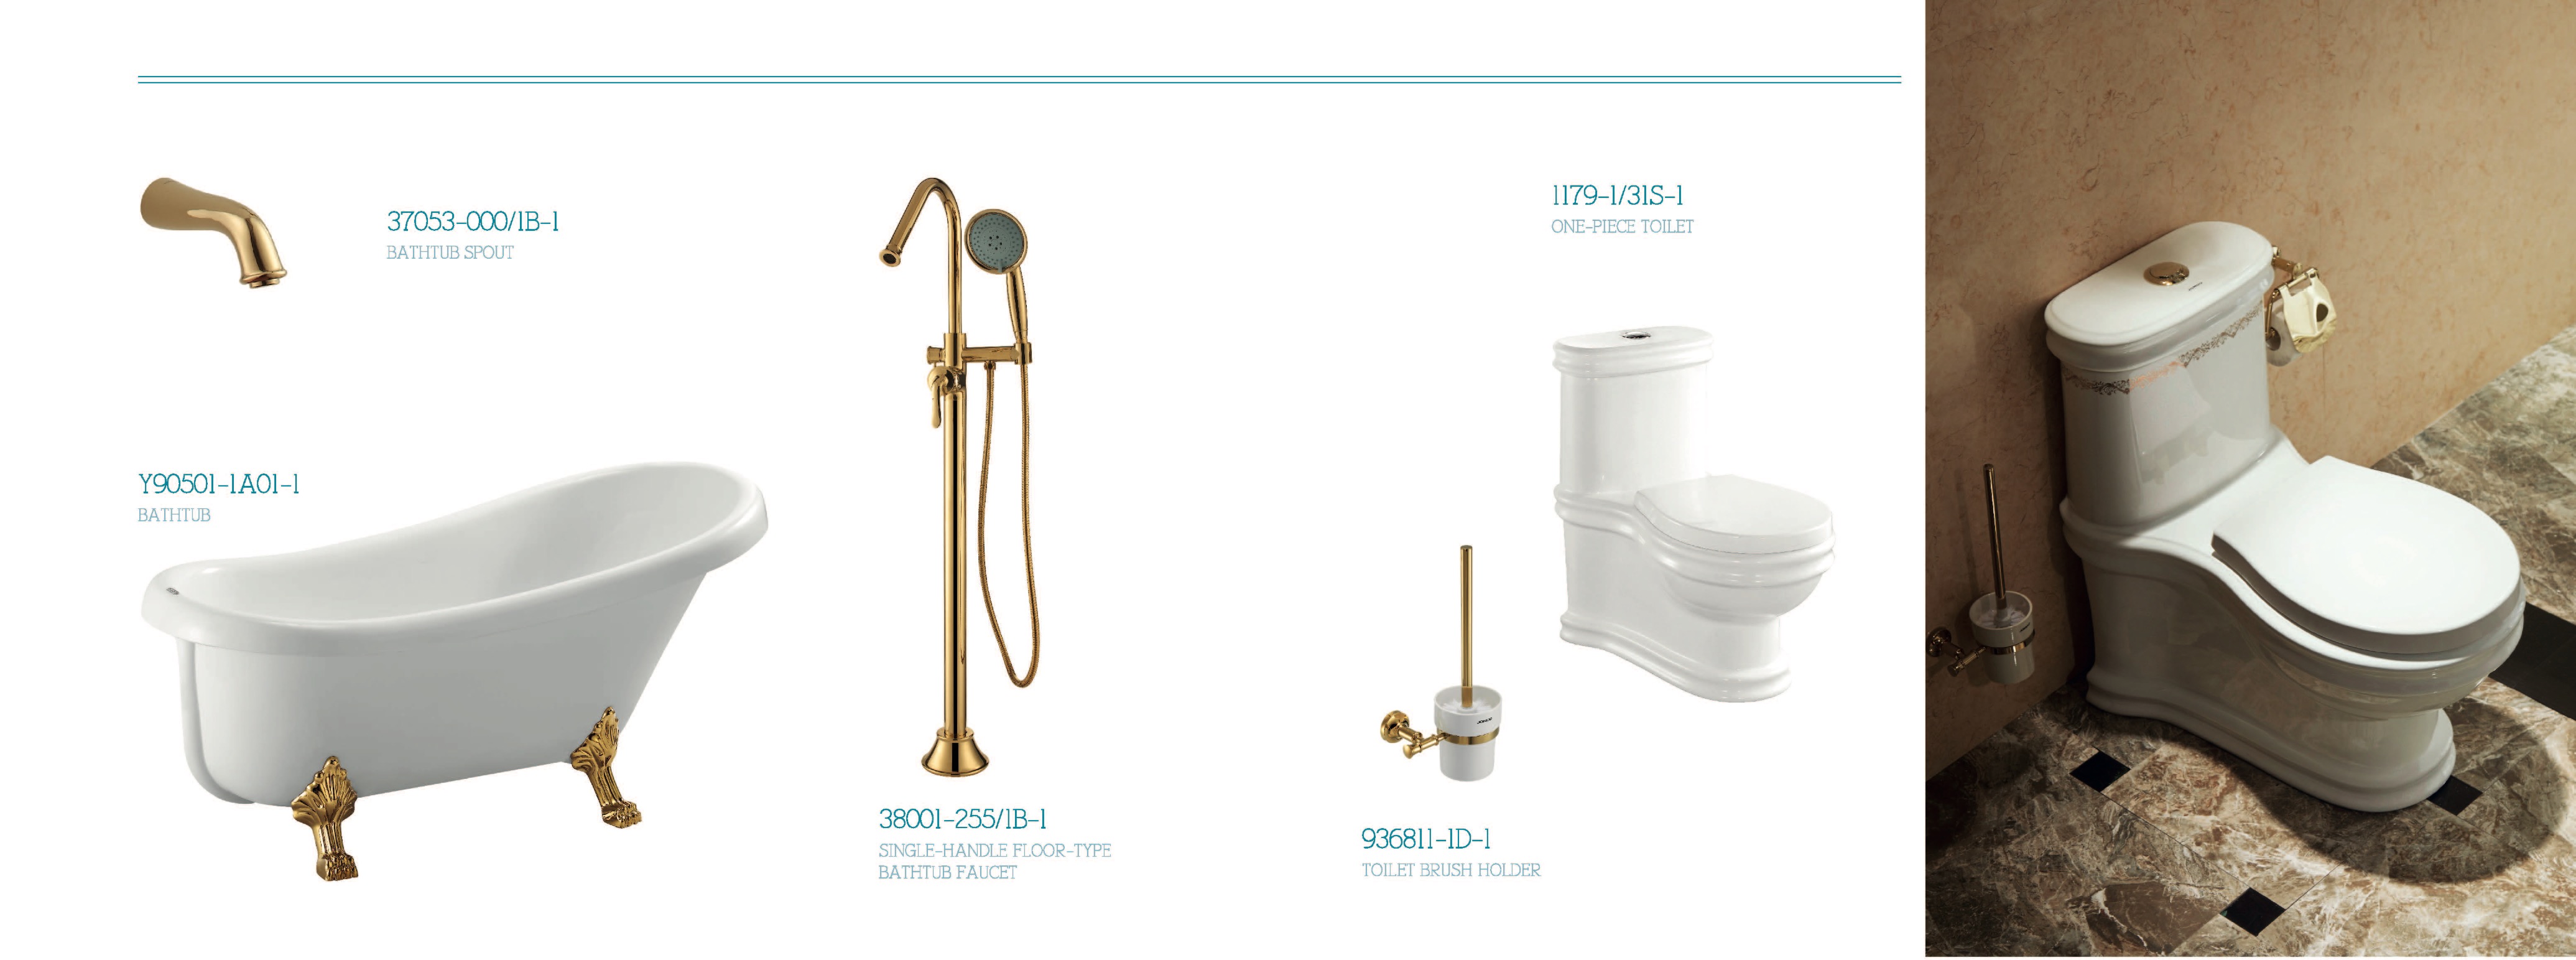 37053-000/1B-1
BATHTUB SPOUT
1179-1/31S-1
ONE-PIECE TOILET
Y90501-1A01-1
BATHTUB
38001-255/1B-1
SINGLE-HANDLE FLOOR-TYPE
BATHTUB FAUCET
936811-1D-1
TOILET BRUSH HOLDER